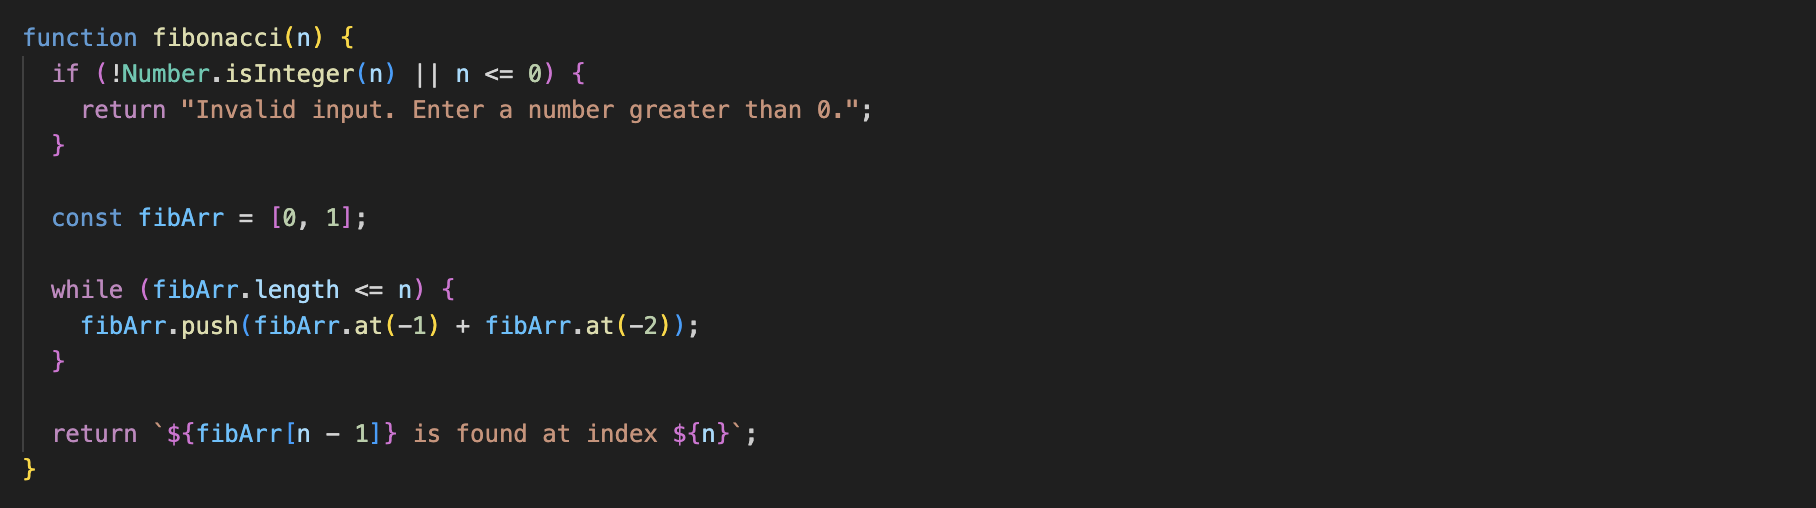 function fibonacci(n) {
  if (!Number.isInteger(n) || n <= 0) {
    return "Invalid input. Enter a number greater than 0.";
  }

  const fibArr = [0, 1];

  while (fibArr.length <= n) {
    fibArr.push(fibArr.at(-1) + fibArr.at(-2));
  }

  return `${fibArr[n - 1]} is found at index ${n}`;
}